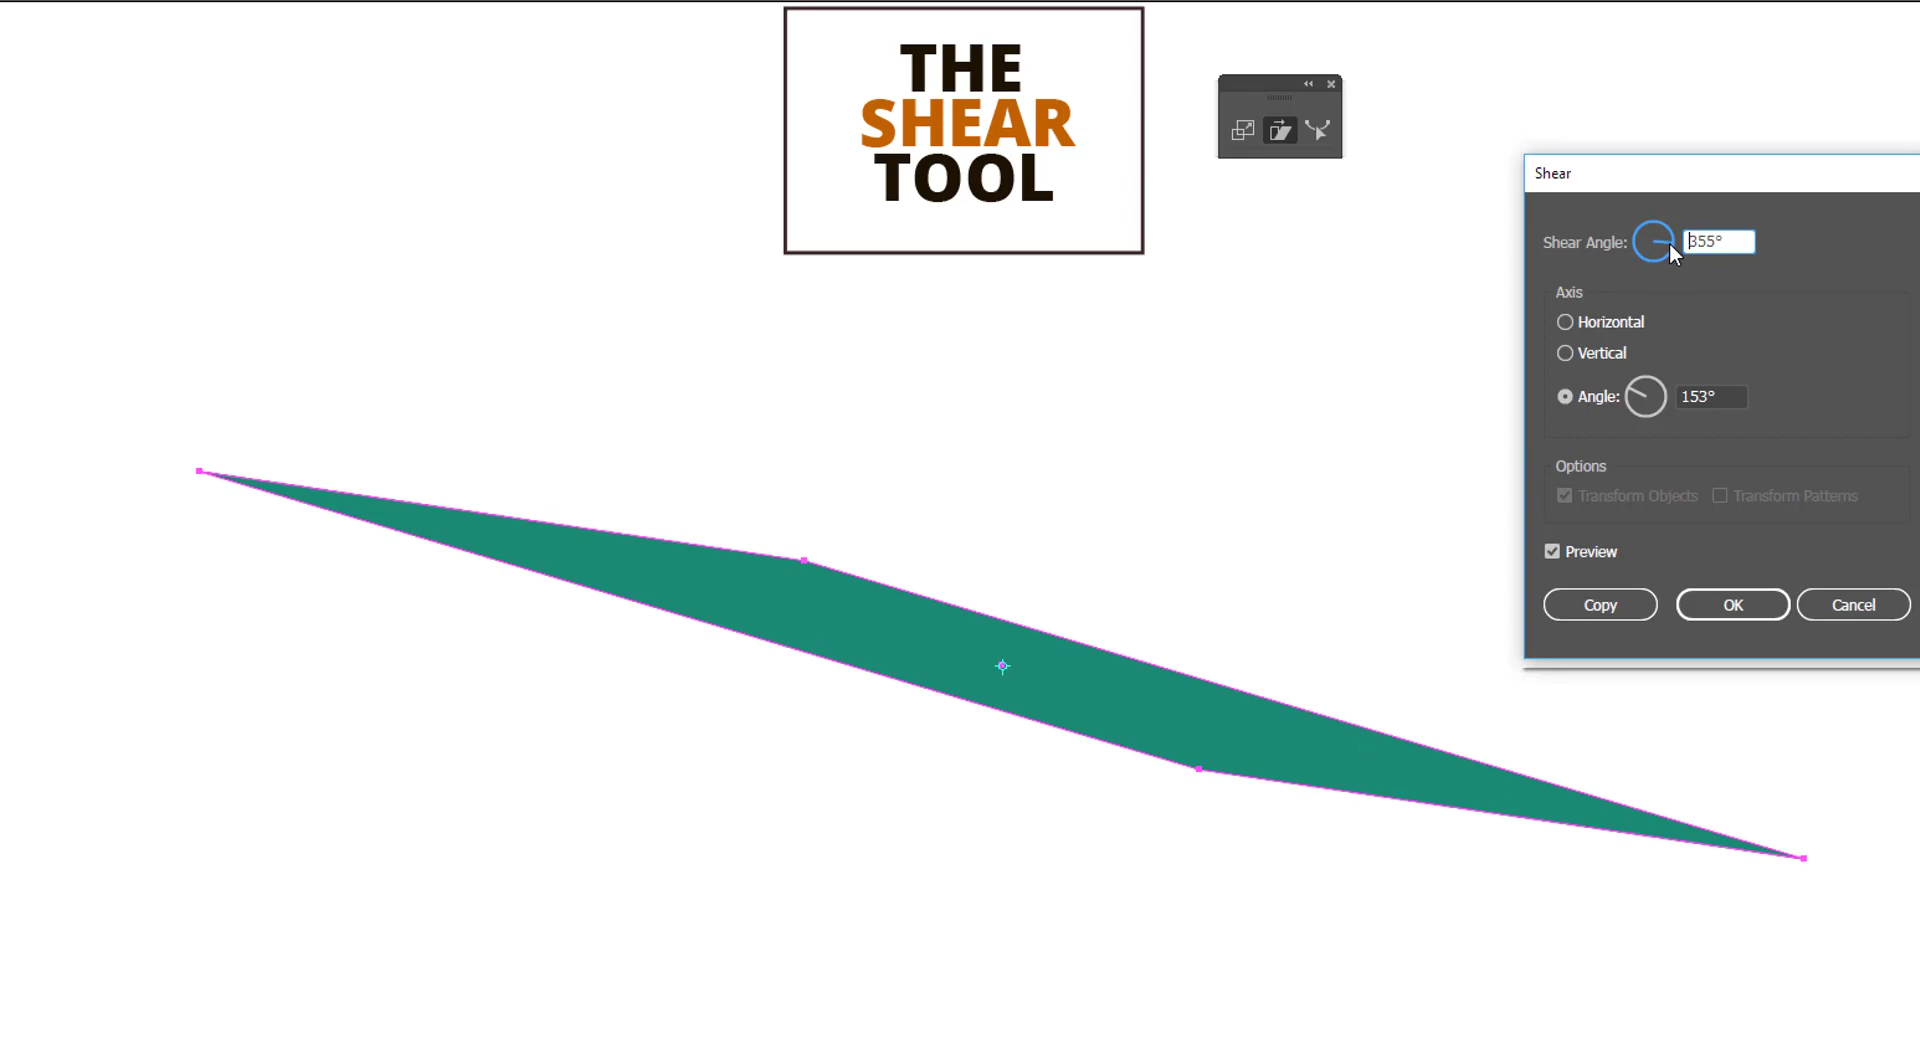 THE
SHEAR
TOOL
Shear
Shear Angle: 355°
Axis
Horizontal
Vertical
Angle: 153°
Options
Transform Objects Transform Patterns
Preview
Copy OK Cancel